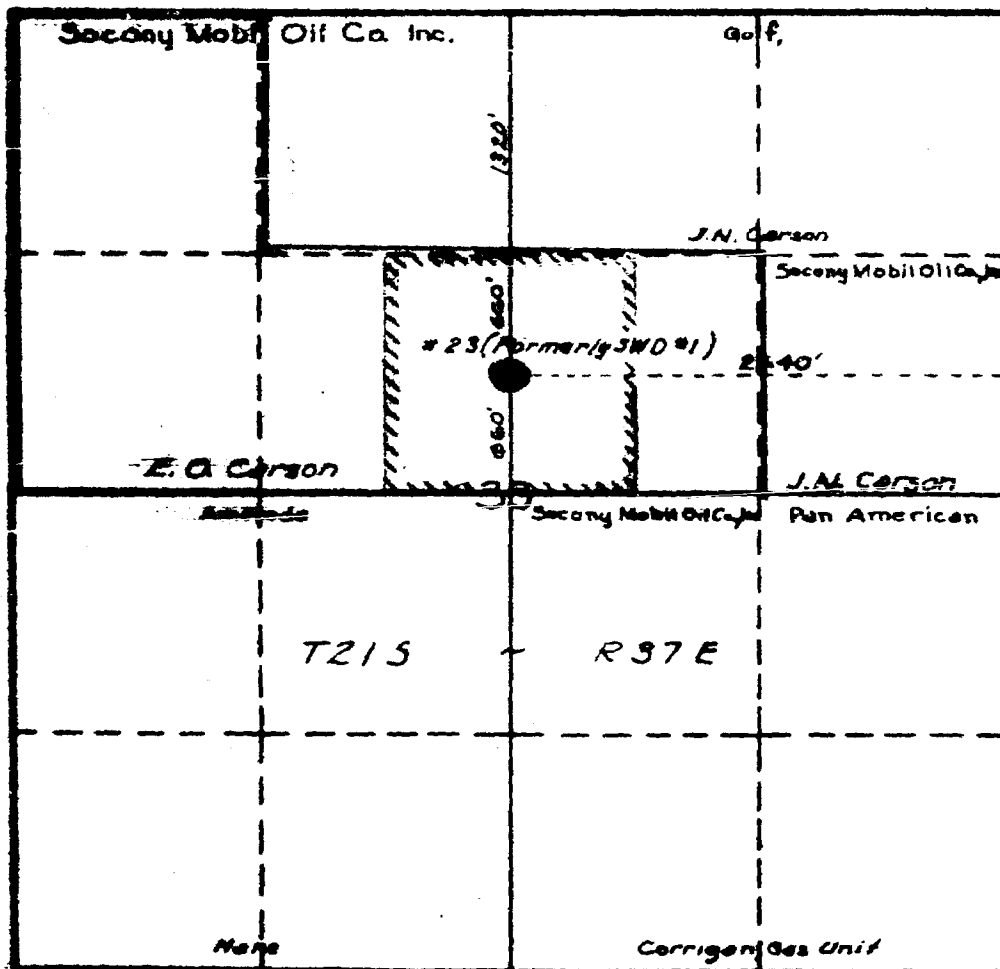 Socony Mobil Oil Co. Inc.
Gulf,
1320'
J.N. Carson
Socony Mobil Oil Co., Inc.
660'
#23 (Formerly SWD #1)
2640'
660'
E. O. Carson
J.N. Carson
33
Socony Mobil Oil Co., Inc.
Pan American
T21S ~ R37E
Corrigan Gas Unit